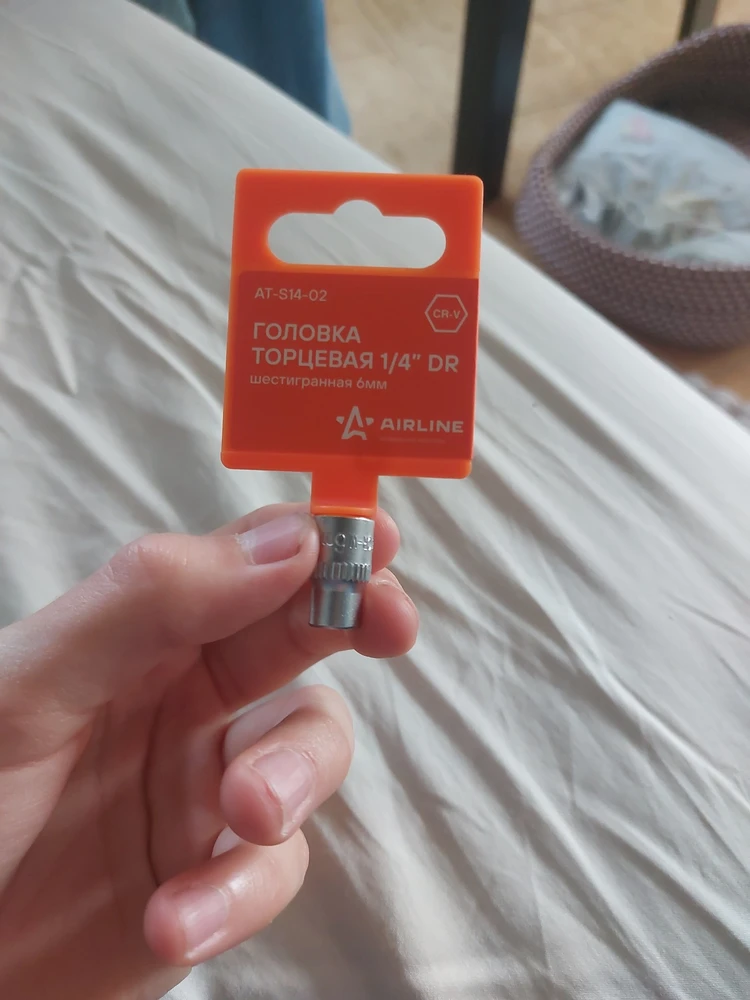 AT-S14-02
CR-V
ГОЛОВКА
ТОРЦЕВАЯ 1/4" DR
шестигранная 6мм
AIRLINE